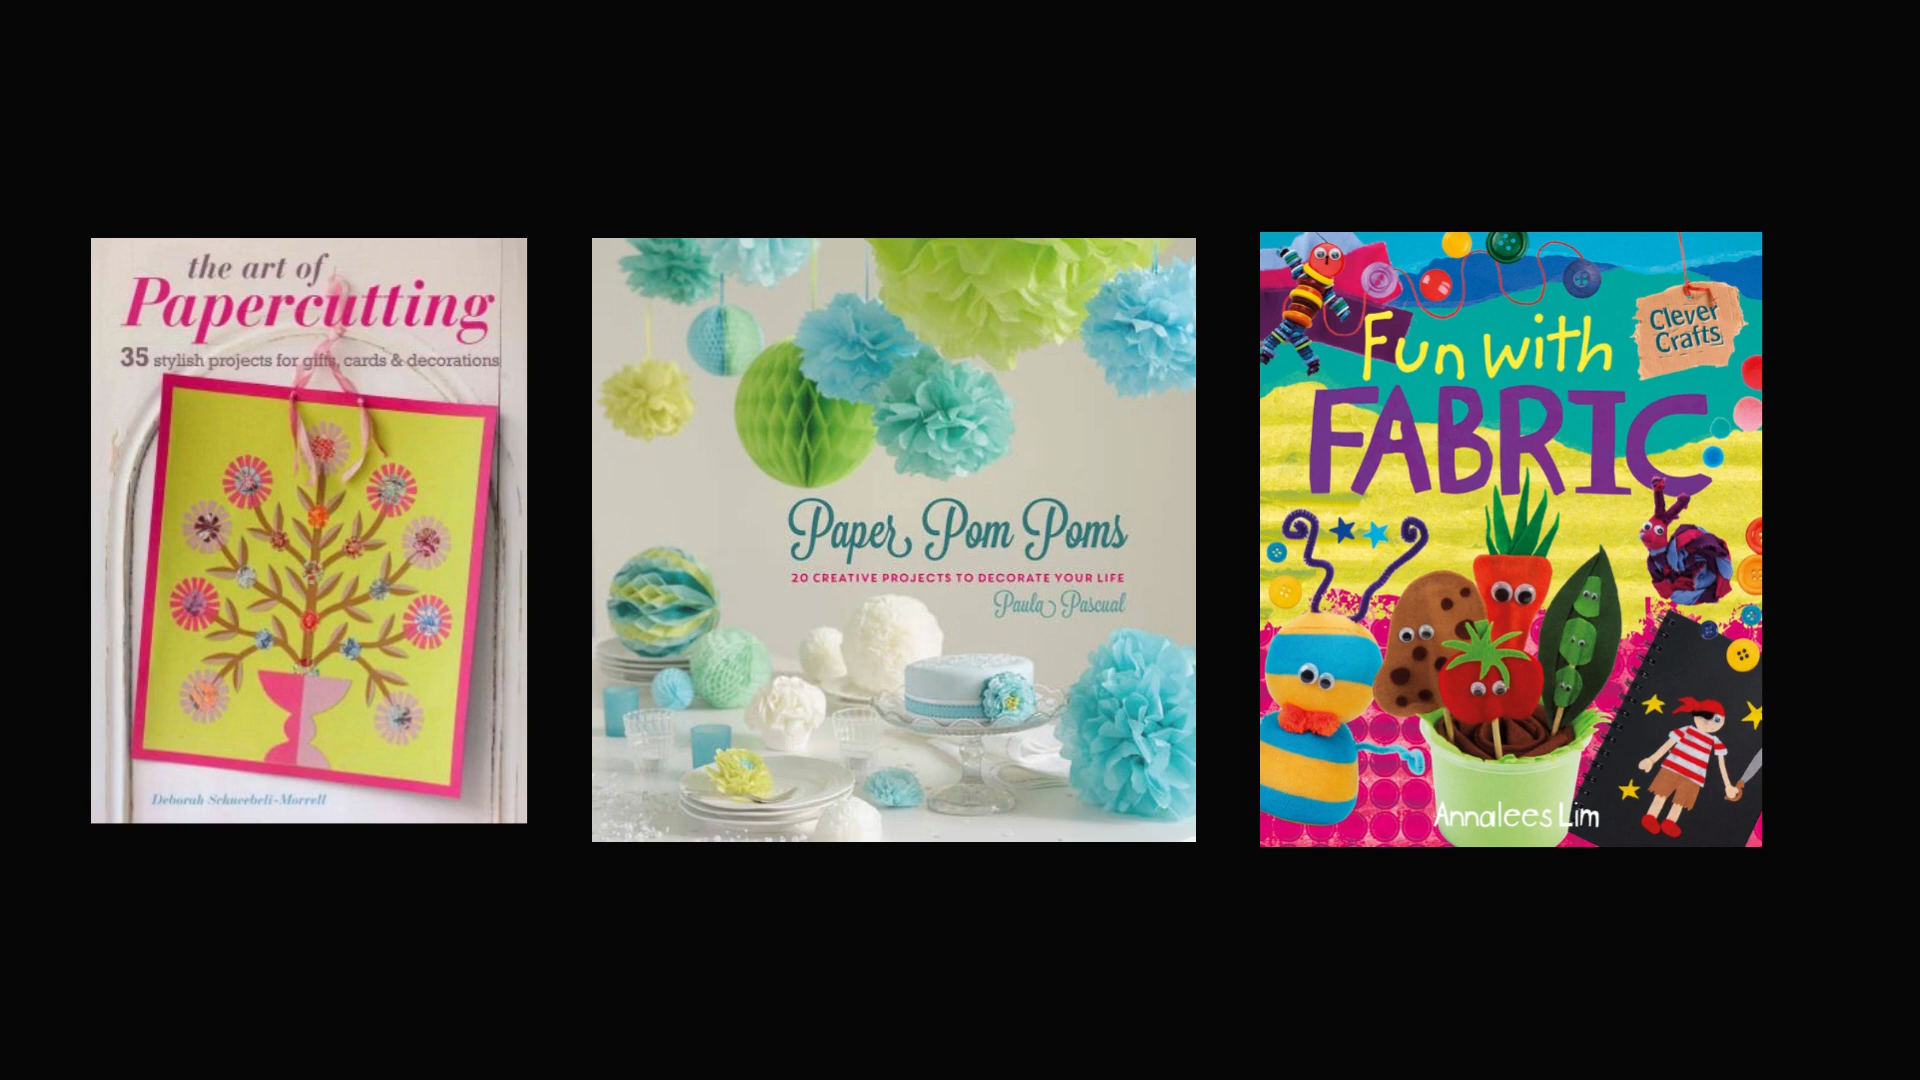 the art of
Papercutting
35 stylish projects for gifts, cards & decorations
Deborah Schneebeli-Morrell
Paper Pom Poms
20 CREATIVE PROJECTS TO DECORATE YOUR LIFE
Paula Pascual
Clever
Crafts
Fun with
FABRIC
Annalees Lim